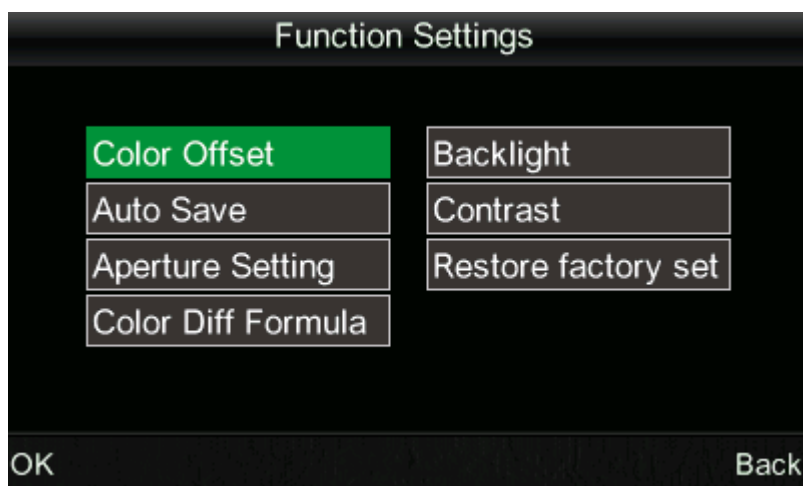 Function Settings
Color Offset
Auto Save
Aperture Setting
Color Diff Formula
Backlight
Contrast
Restore factory set
OK
Back